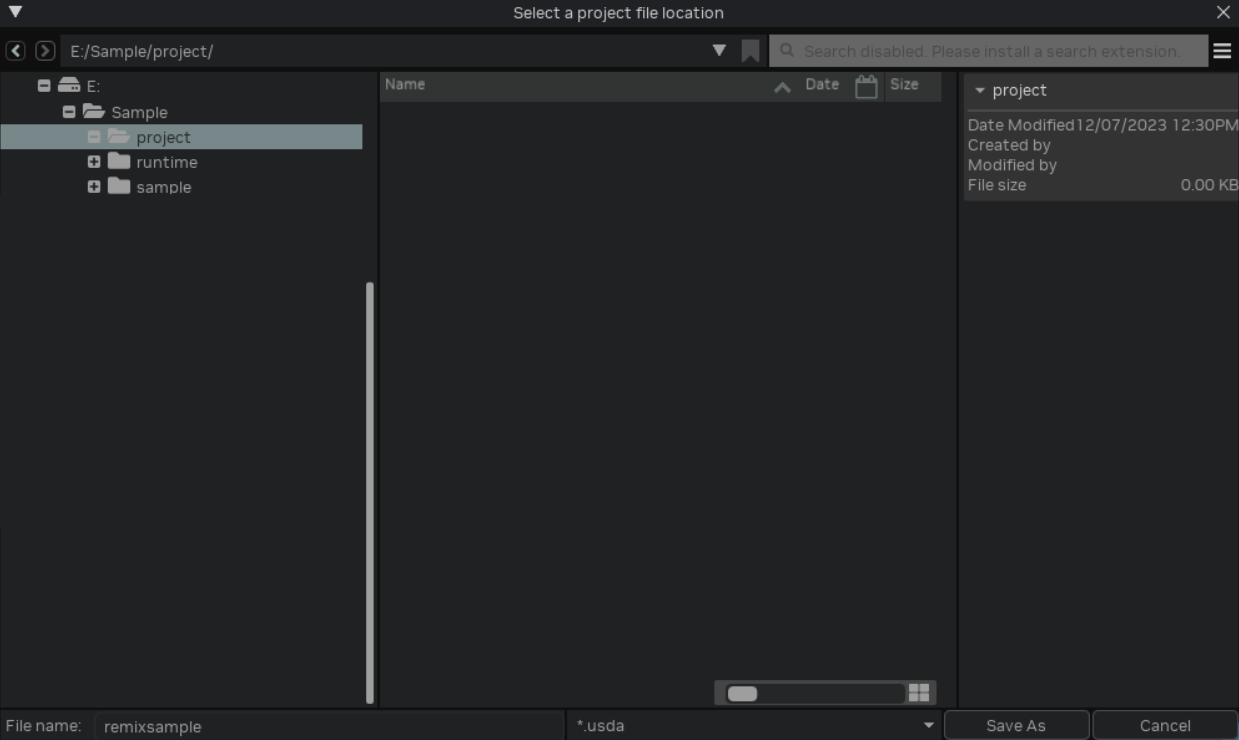 Select a project file location
E:/Sample/project/
Search disabled. Please install a search extension.
E:
Sample
project
runtime
sample
Name Date Size
project
Date Modified12/07/2023 12:30PM
Created by
Modified by
File size 0.00 KB
File name: remixsample *.usda Save As Cancel